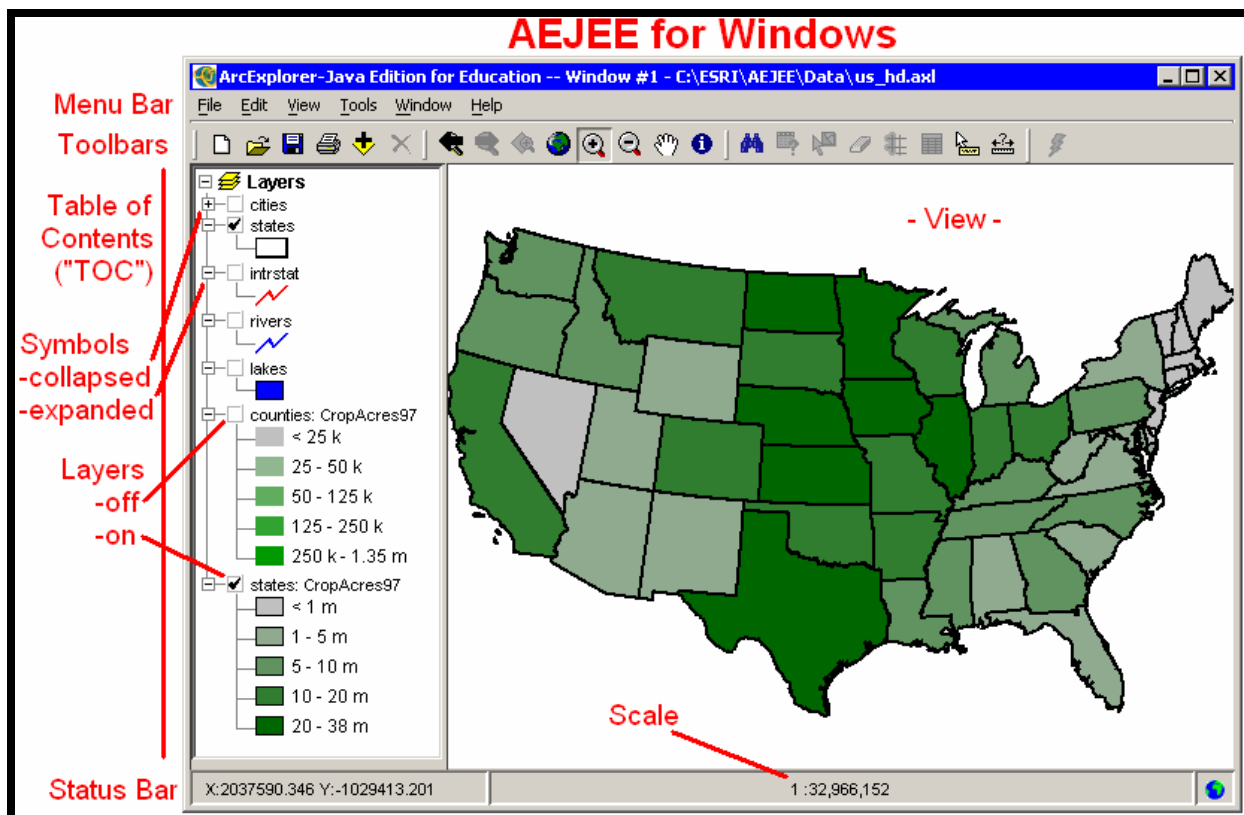 AEJEE for Windows
ArcExplorer-Java Edition for Education -- Window #1 - C:\ESRI\AEJEE\Data\us_hd.axl
Menu Bar
File Edit View Tools Window Help
Toolbars
Table of
Contents
("TOC")
Symbols
-collapsed
-expanded
Layers
-off
-on
Layers
cities
states
intrstat
rivers
lakes
counties: CropAcres97
< 25 k
25 - 50 k
50 - 125 k
125 - 250 k
250 k - 1.35 m
states: CropAcres97
< 1 m
1 - 5 m
5 - 10 m
10 - 20 m
20 - 38 m
- View -
Scale
Status Bar
X:2037590.346 Y:-1029413.201
1 :32,966,152